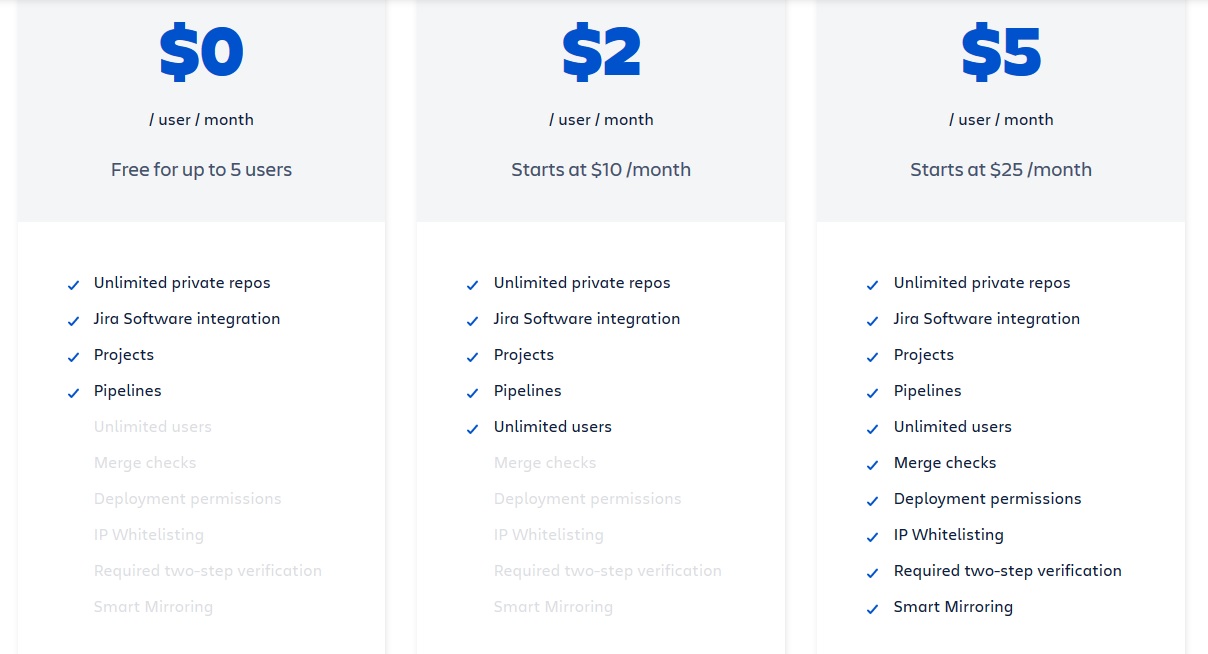 $0
/ user / month
Free for up to 5 users
Unlimited private repos
Jira Software integration
Projects
Pipelines
Unlimited users
Merge checks
Deployment permissions
IP Whitelisting
Required two-step verification
Smart Mirroring
$2
/ user / month
Starts at $10 /month
Unlimited private repos
Jira Software integration
Projects
Pipelines
Unlimited users
Merge checks
Deployment permissions
IP Whitelisting
Required two-step verification
Smart Mirroring
$5
/ user / month
Starts at $25 /month
Unlimited private repos
Jira Software integration
Projects
Pipelines
Unlimited users
Merge checks
Deployment permissions
IP Whitelisting
Required two-step verification
Smart Mirroring